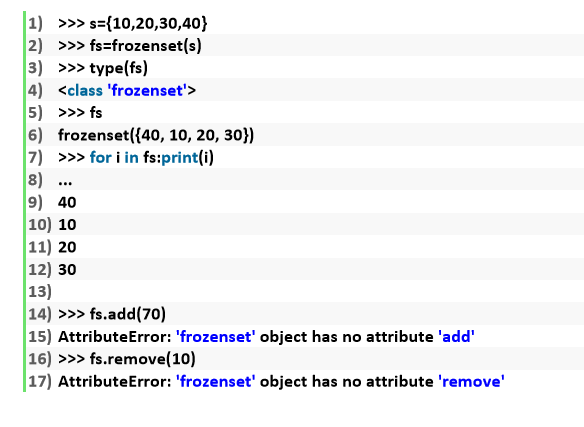 1) >>> s={10,20,30,40}
2) >>> fs=frozenset(s)
3) >>> type(fs)
4) <class 'frozenset'>
5) >>> fs
6) frozenset({40, 10, 20, 30})
7) >>> for i in fs:print(i)
8) ...
9) 40
10) 10
11) 20
12) 30
13)
14) >>> fs.add(70)
15) AttributeError: 'frozenset' object has no attribute 'add'
16) >>> fs.remove(10)
17) AttributeError: 'frozenset' object has no attribute 'remove'